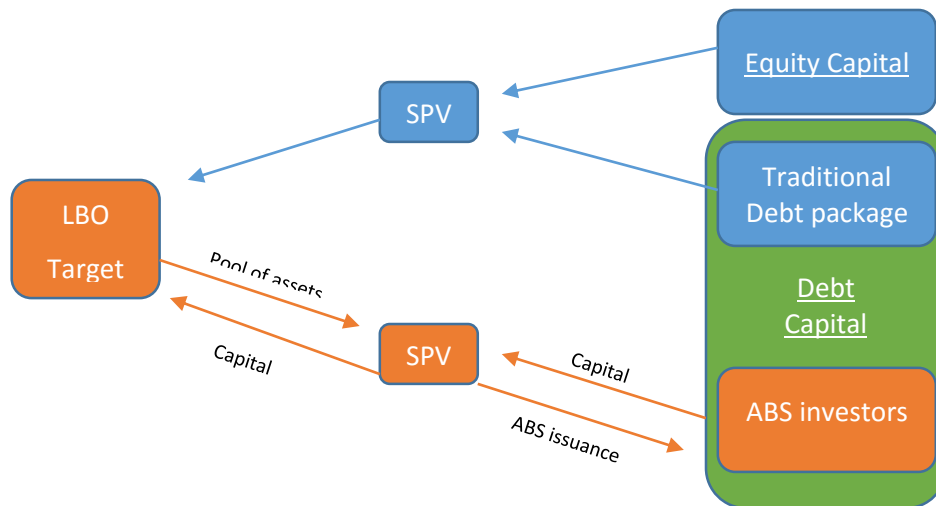 Equity Capital
SPV
Traditional
Debt package
LBO
Target
Pool of assets
Debt
Capital
SPV
Capital
Capital
ABS investors
ABS issuance